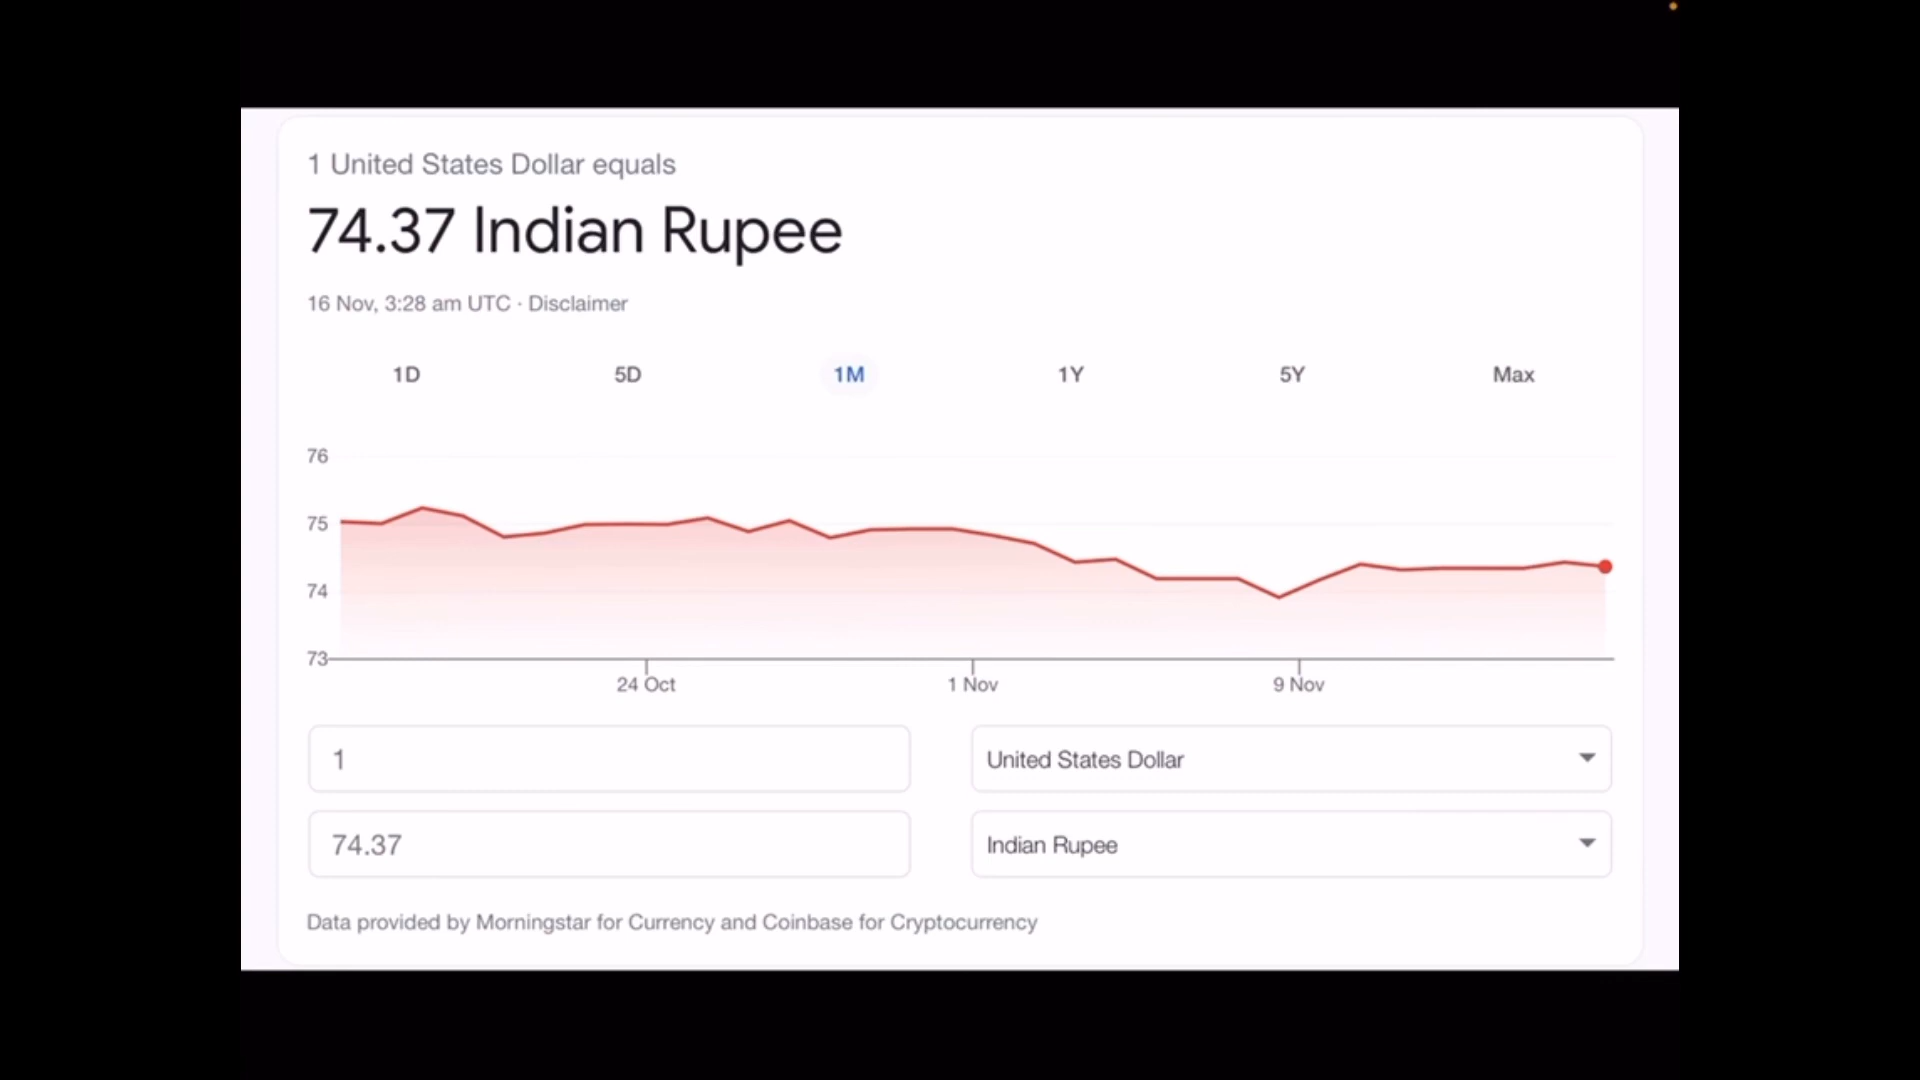 1 United States Dollar equals
74.37 Indian Rupee
16 Nov, 3:28 am UTC · Disclaimer
1D 5D 1M 1Y 5Y Max
76
75
74
73
24 Oct 1 Nov 9 Nov
1 United States Dollar
74.37 Indian Rupee
Data provided by Morningstar for Currency and Coinbase for Cryptocurrency